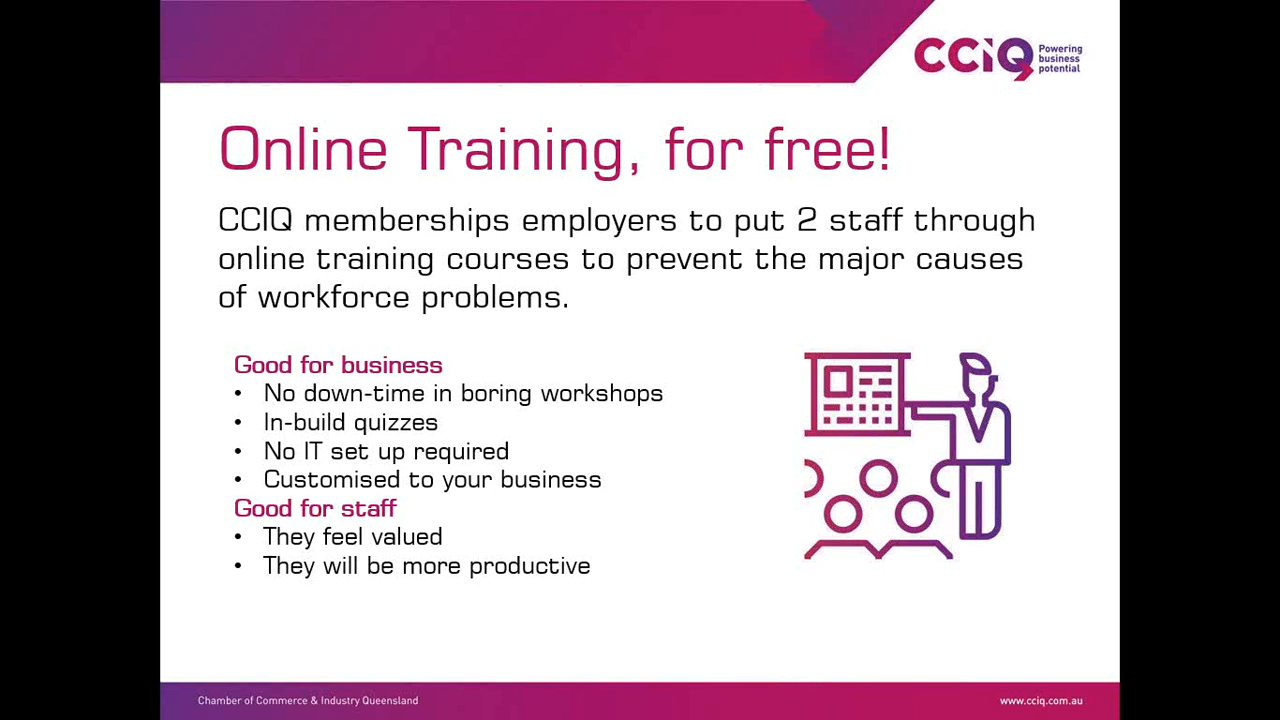 CCIQ
Powering
business
potential
Online Training, for free!
CCIQ memberships employers to put 2 staff through
online training courses to prevent the major causes
of workforce problems.
Good for business
• No down-time in boring workshops
• In-build quizzes
• No IT set up required
• Customised to your business
Good for staff
• They feel valued
• They will be more productive
Chamber of Commerce & Industry Queensland
www.cciq.com.au